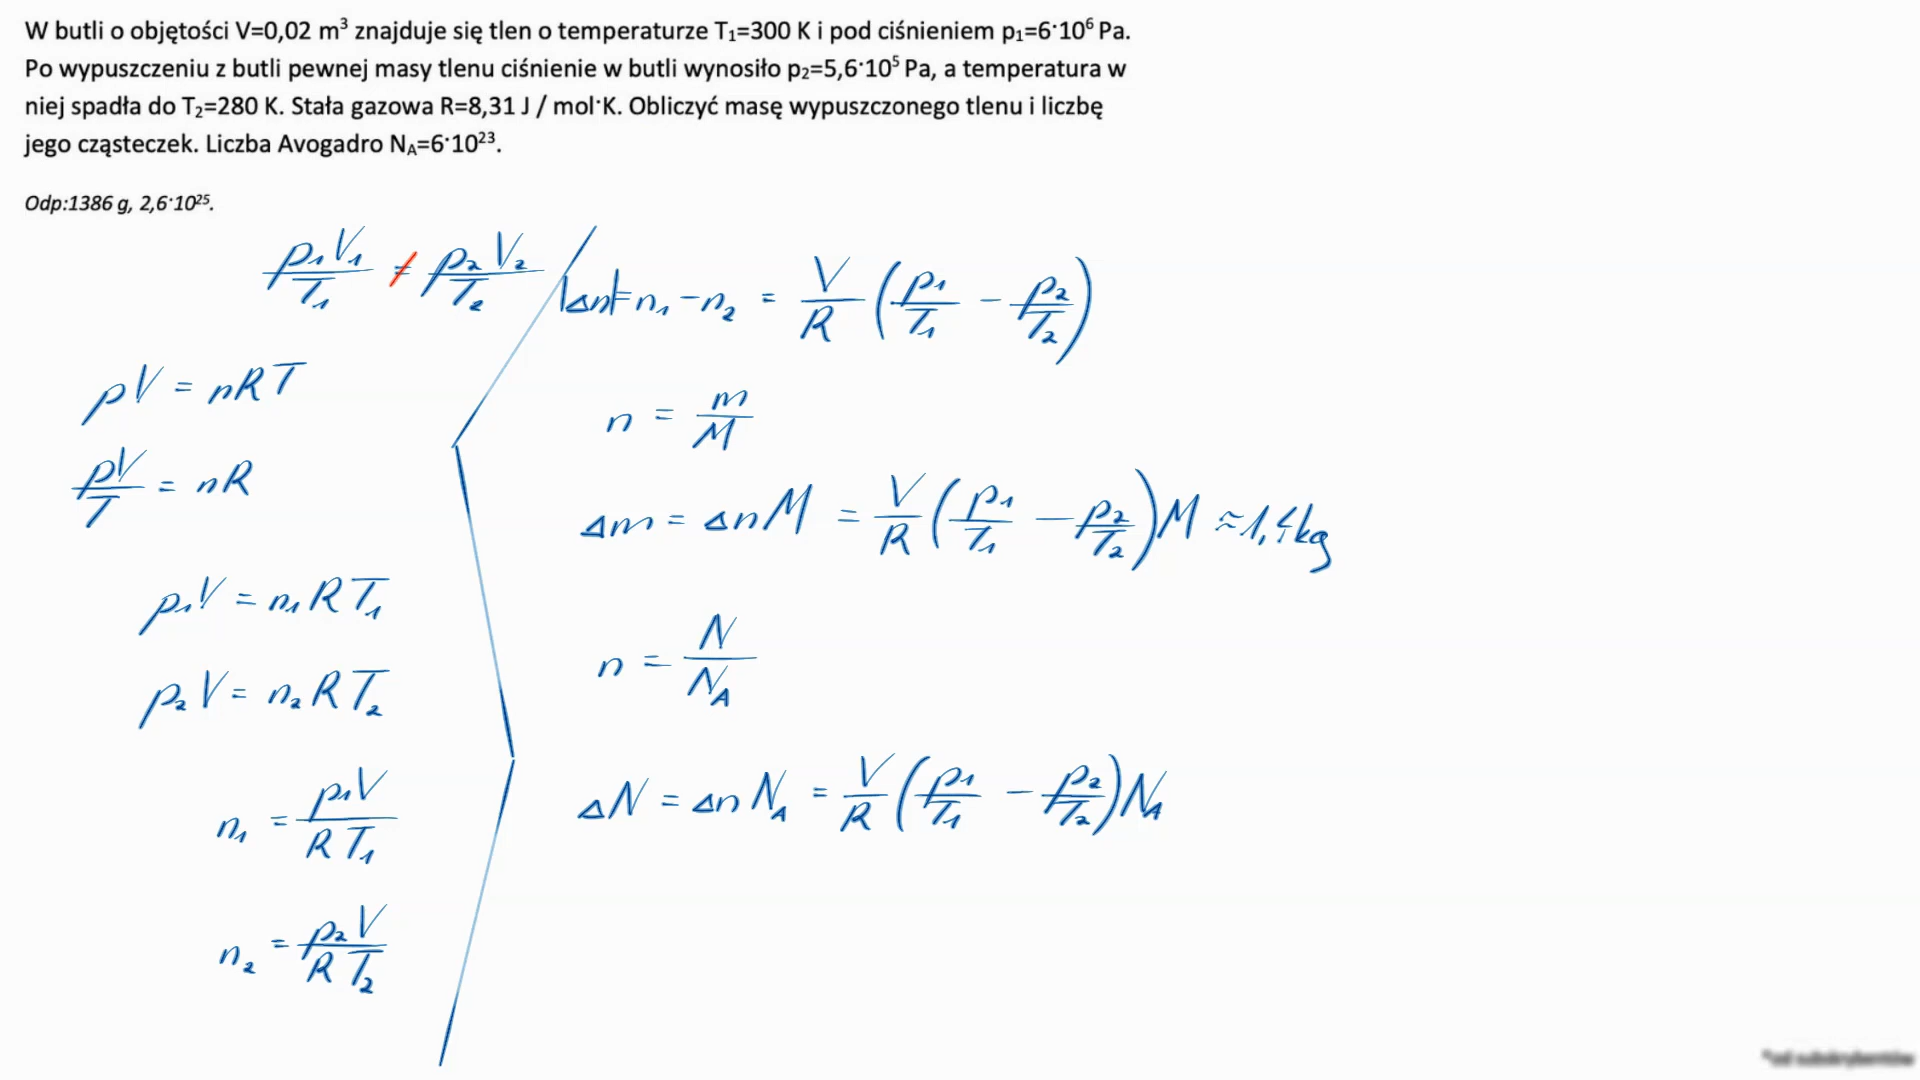 W butli o objętości V=0,02 m³ znajduje się tlen o temperaturze T₁=300 K i pod ciśnieniem p₁=6·10⁶ Pa.
Po wypuszczeniu z butli pewnej masy tlenu ciśnienie w butli wynosiło p₂=5,6·10⁵ Pa, a temperatura w
niej spadła do T₂=280 K. Stała gazowa R=8,31 J / mol·K. Obliczyć masę wypuszczonego tlenu i liczbę
jego cząsteczek. Liczba Avogadro N_A=6·10²³.
Odp:1386 g, 2,6·10²⁵.
p₁V₁/T₁ ≠ p₂V₂/T₂
pV = nRT
pV/T = nR
p₁V = n₁RT₁
p₂V = n₂RT₂
n₁ = p₁V/RT₁
n₂ = p₂V/RT₂
|Δn| = n₁ - n₂ = V/R (p₁/T₁ - p₂/T₂)
n = m/M
Δm = ΔnM = V/R (p₁/T₁ - p₂/T₂)M ≈ 1,4kg
n = N/N_A
ΔN = Δn N_A = V/R (p₁/T₁ - p₂/T₂)N_A
*od subskrybentów